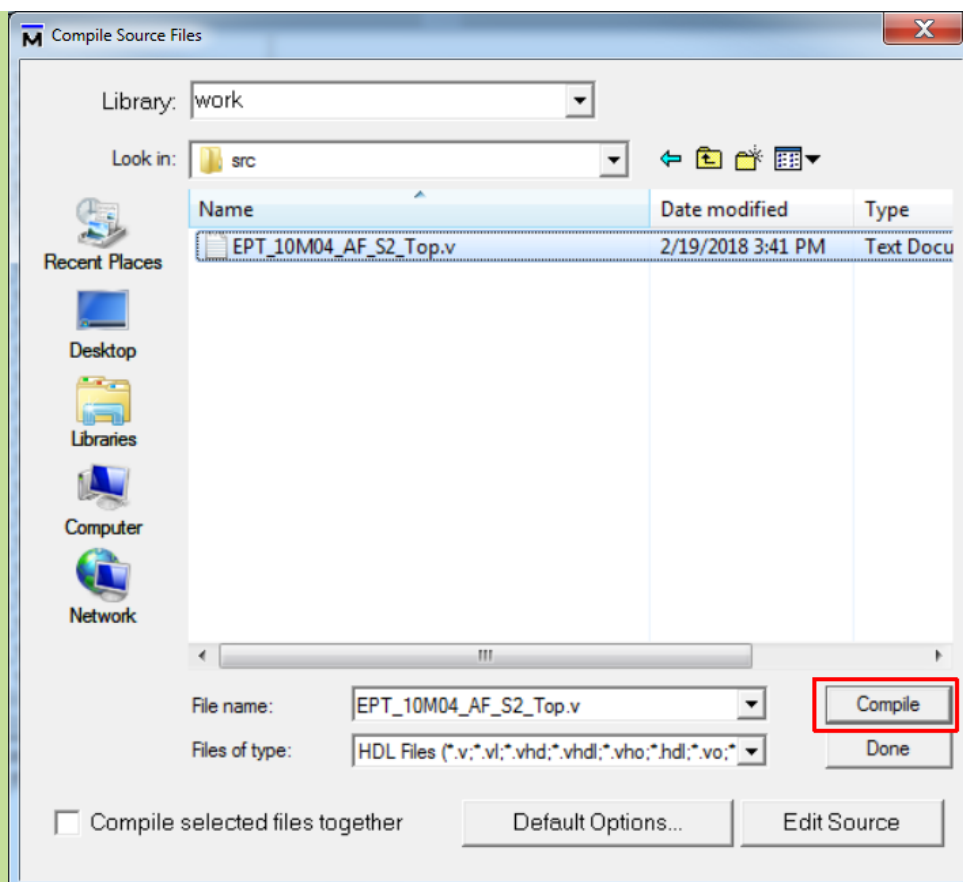 Compile Source Files
Library: work
Look in: src
Name Date modified Type
EPT_10M04_AF_S2_Top.v 2/19/2018 3:41 PM Text Docu
Recent Places
Desktop
Libraries
Computer
Network
File name: EPT_10M04_AF_S2_Top.v Compile
Files of type: HDL Files (*.v;*.vl;*.vhd;*.vhdl;*.vho;*.hdl;*.vo;* Done
Compile selected files together Default Options... Edit Source